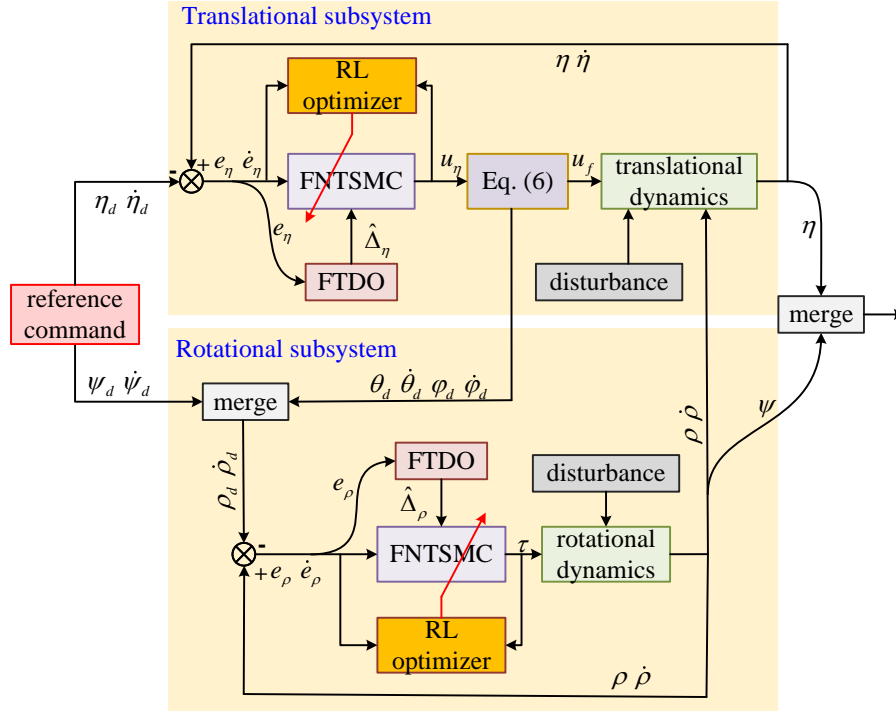 Translational subsystem
η η̇
RL
optimizer
- + e_η ė_η
FNTSMC
u_η
Eq. (6)
u_f
translational
dynamics
η_d η̇_d
e_η
Δ̂_η
η
FTDO
disturbance
reference
command
merge
Rotational subsystem
ψ_d ψ̇_d
merge
θ_d θ̇_d φ_d φ̇_d
ρ ρ̇
ψ
ρ_d ρ̇_d
FTDO
disturbance
e_ρ
Δ̂_ρ
-
+ e_ρ ė_ρ
FNTSMC
τ
rotational
dynamics
RL
optimizer
ρ ρ̇